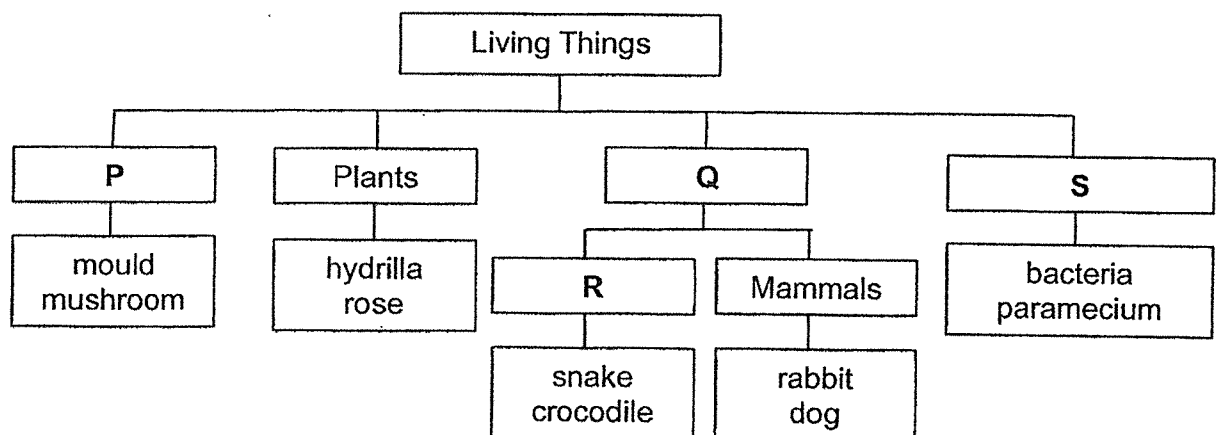 Living Things
P
Plants
Q
S
mould
mushroom
hydrilla
rose
R
Mammals
bacteria
paramecium
snake
crocodile
rabbit
dog